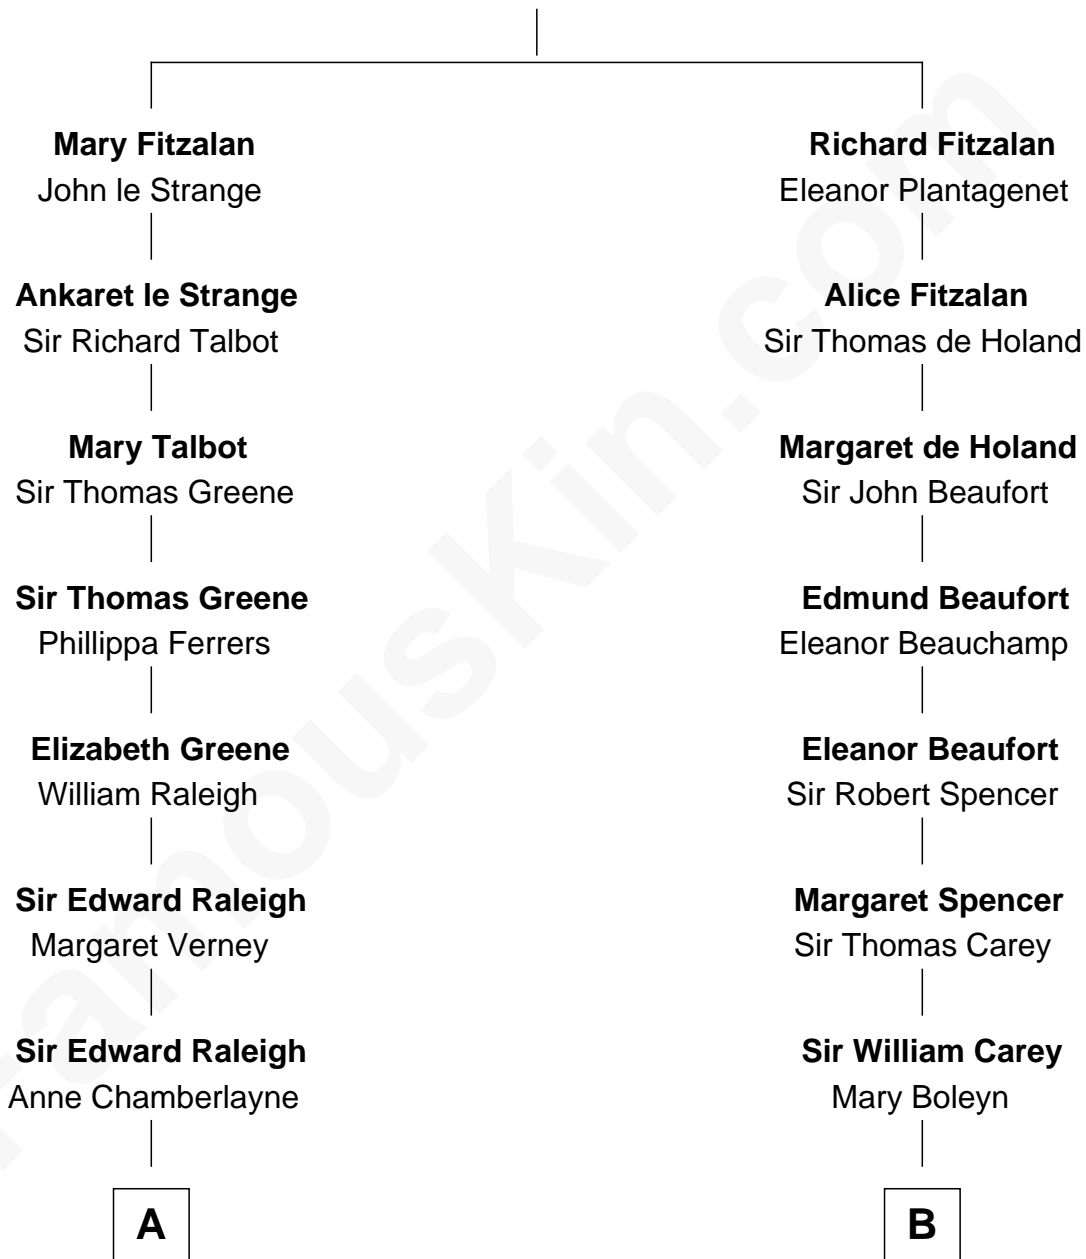 Mary Fitzalan
John le Strange
Ankaret le Strange
Sir Richard Talbot
Mary Talbot
Sir Thomas Greene
Sir Thomas Greene
Phillippa Ferrers
Elizabeth Greene
William Raleigh
Sir Edward Raleigh
Margaret Verney
Sir Edward Raleigh
Anne Chamberlayne
A
Richard Fitzalan
Eleanor Plantagenet
Alice Fitzalan
Sir Thomas de Holand
Margaret de Holand
Sir John Beaufort
Edmund Beaufort
Eleanor Beauchamp
Eleanor Beaufort
Sir Robert Spencer
Margaret Spencer
Sir Thomas Carey
Sir William Carey
Mary Boleyn
B
FamousKin.com